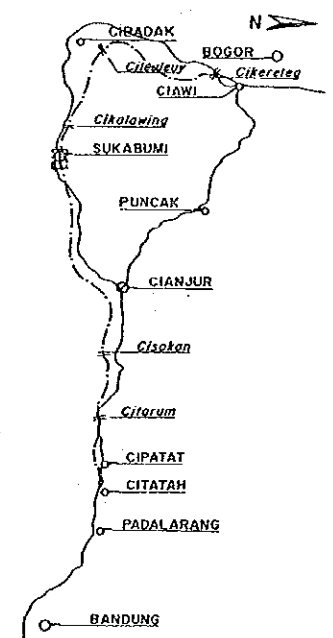 N
CIBADAK
BOGOR
Cileuleuy
Cikereteg
CIAWI
Cikolawing
SUKABUMI
PUNCAK
CIANJUR
Cisokan
Citarum
CIPATAT
CITATAH
PADALARANG
BANDUNG